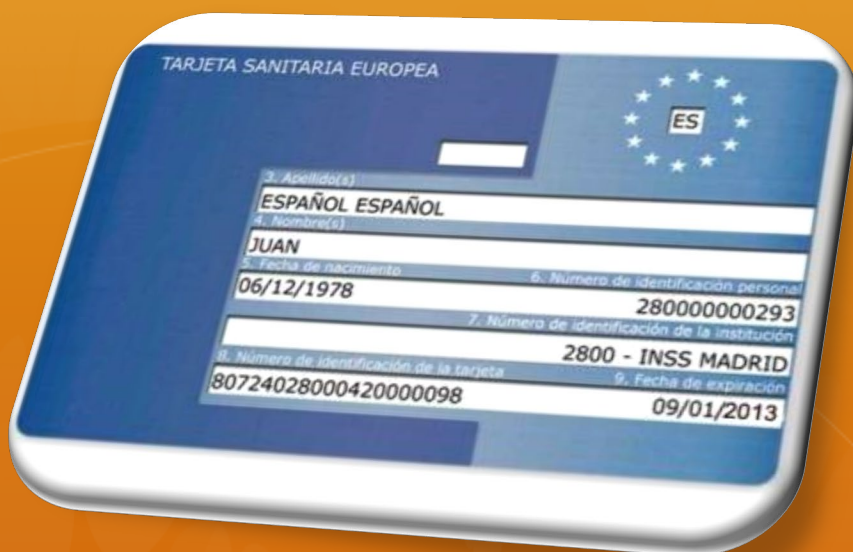 TARJETA SANITARIA EUROPEA
ES
3. Apellido(s)
ESPAÑOL ESPAÑOL
4. Nombre(s)
JUAN
5. Fecha de nacimiento 6. Número de identificación personal
06/12/1978 280000000293
7. Número de identificación de la institución
2800 - INSS MADRID
8. Número de identificación de la tarjeta 9. Fecha de expiración
80724028000420000098 09/01/2013